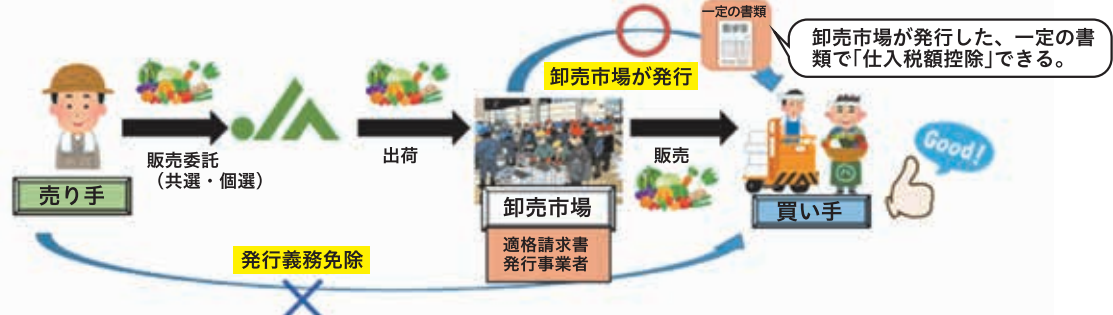 一定の書類
卸売市場が発行した、一定の書
類で「仕入税額控除」できる。
卸売市場が発行
販売委託
（共選・個選）
出荷
販売
Good!
売り手
卸売市場
買い手
適格請求書
発行事業者
発行義務免除